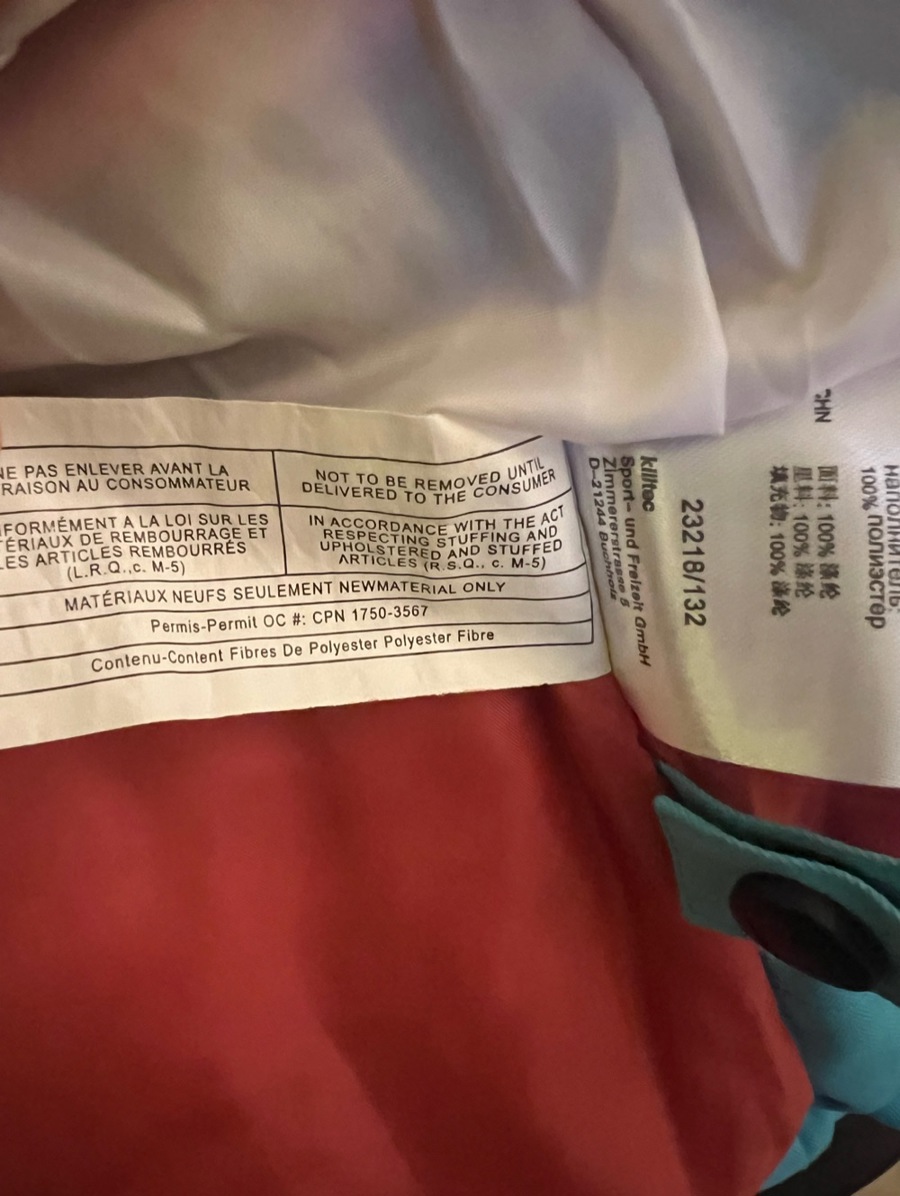 NE PAS ENLEVER AVANT LA
RAISON AU CONSOMMATEUR
NOT TO BE REMOVED UNTIL
DELIVERED TO THE CONSUMER
FORMÉMENT A LA LOI SUR LES
ÉRIAUX DE REMBOURRAGE ET
LES ARTICLES REMBOURRÉS
(L.R.Q.,c. M-5)
IN ACCORDANCE WITH THE ACT
RESPECTING STUFFING AND
UPHOLSTERED AND STUFFED
ARTICLES (R.S.Q., c. M-5)
MATÉRIAUX NEUFS SEULEMENT NEWMATERIAL ONLY
Permis-Permit OC #: CPN 1750-3567
Contenu-Content Fibres De Polyester Polyester Fibre
killtec
Sport- und Freizeit GmbH
Zimmererstrasse 5
D-21244 Buchholz
23218/132
CHN
面料: 100% 涤纶
里料: 100% 涤纶
填充物: 100% 涤纶
наполнитель:
100% полиэстер